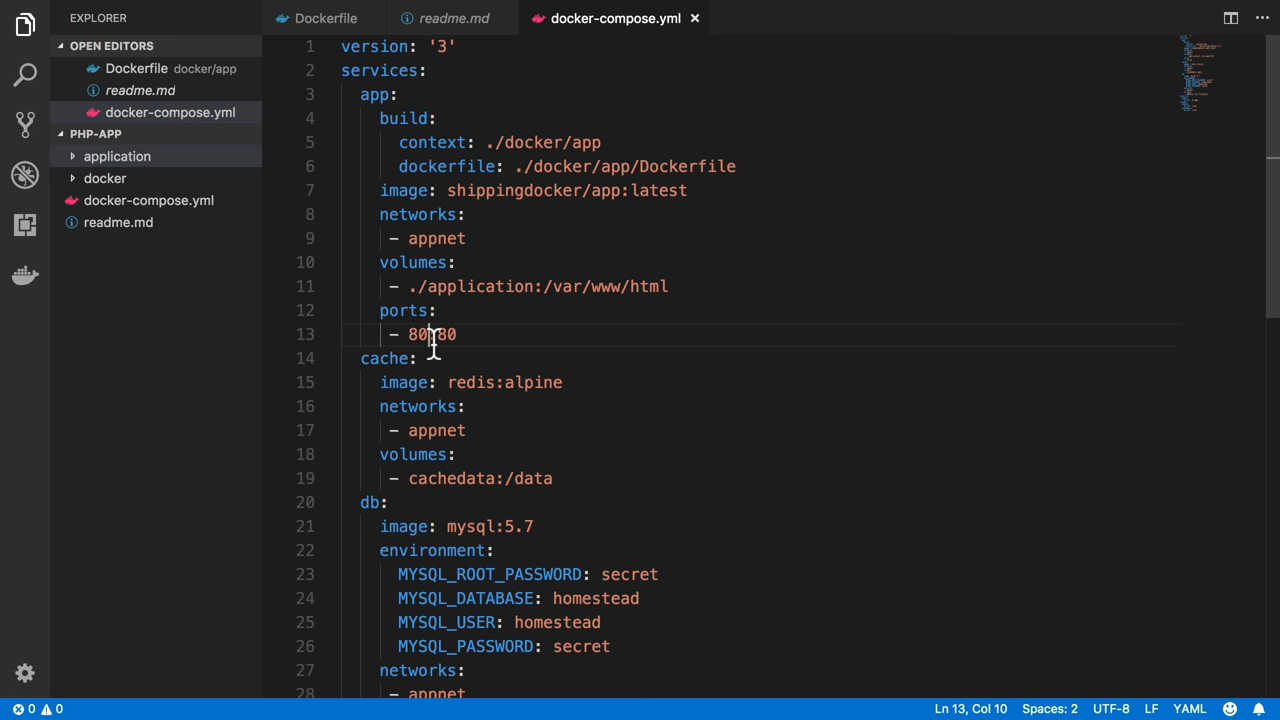 EXPLORER
OPEN EDITORS
Dockerfile docker/app
readme.md
docker-compose.yml
PHP-APP
application
docker
docker-compose.yml
readme.md
Dockerfile readme.md docker-compose.yml ×
1 version: '3'
2 services:
3 app:
4 build:
5 context: ./docker/app
6 dockerfile: ./docker/app/Dockerfile
7 image: shippingdocker/app:latest
8 networks:
9 - appnet
10 volumes:
11 - ./application:/var/www/html
12 ports:
13 - 80:80
14 cache:
15 image: redis:alpine
16 networks:
17 - appnet
18 volumes:
19 - cachedata:/data
20 db:
21 image: mysql:5.7
22 environment:
23 MYSQL_ROOT_PASSWORD: secret
24 MYSQL_DATABASE: homestead
25 MYSQL_USER: homestead
26 MYSQL_PASSWORD: secret
27 networks:
28 - appnet
0 0 Ln 13, Col 10 Spaces: 2 UTF-8 LF YAML